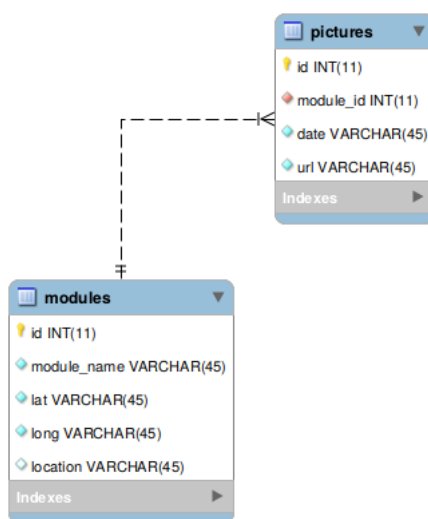 pictures
id INT(11)
module_id INT(11)
date VARCHAR(45)
url VARCHAR(45)
Indexes
modules
id INT(11)
module_name VARCHAR(45)
lat VARCHAR(45)
long VARCHAR(45)
location VARCHAR(45)
Indexes